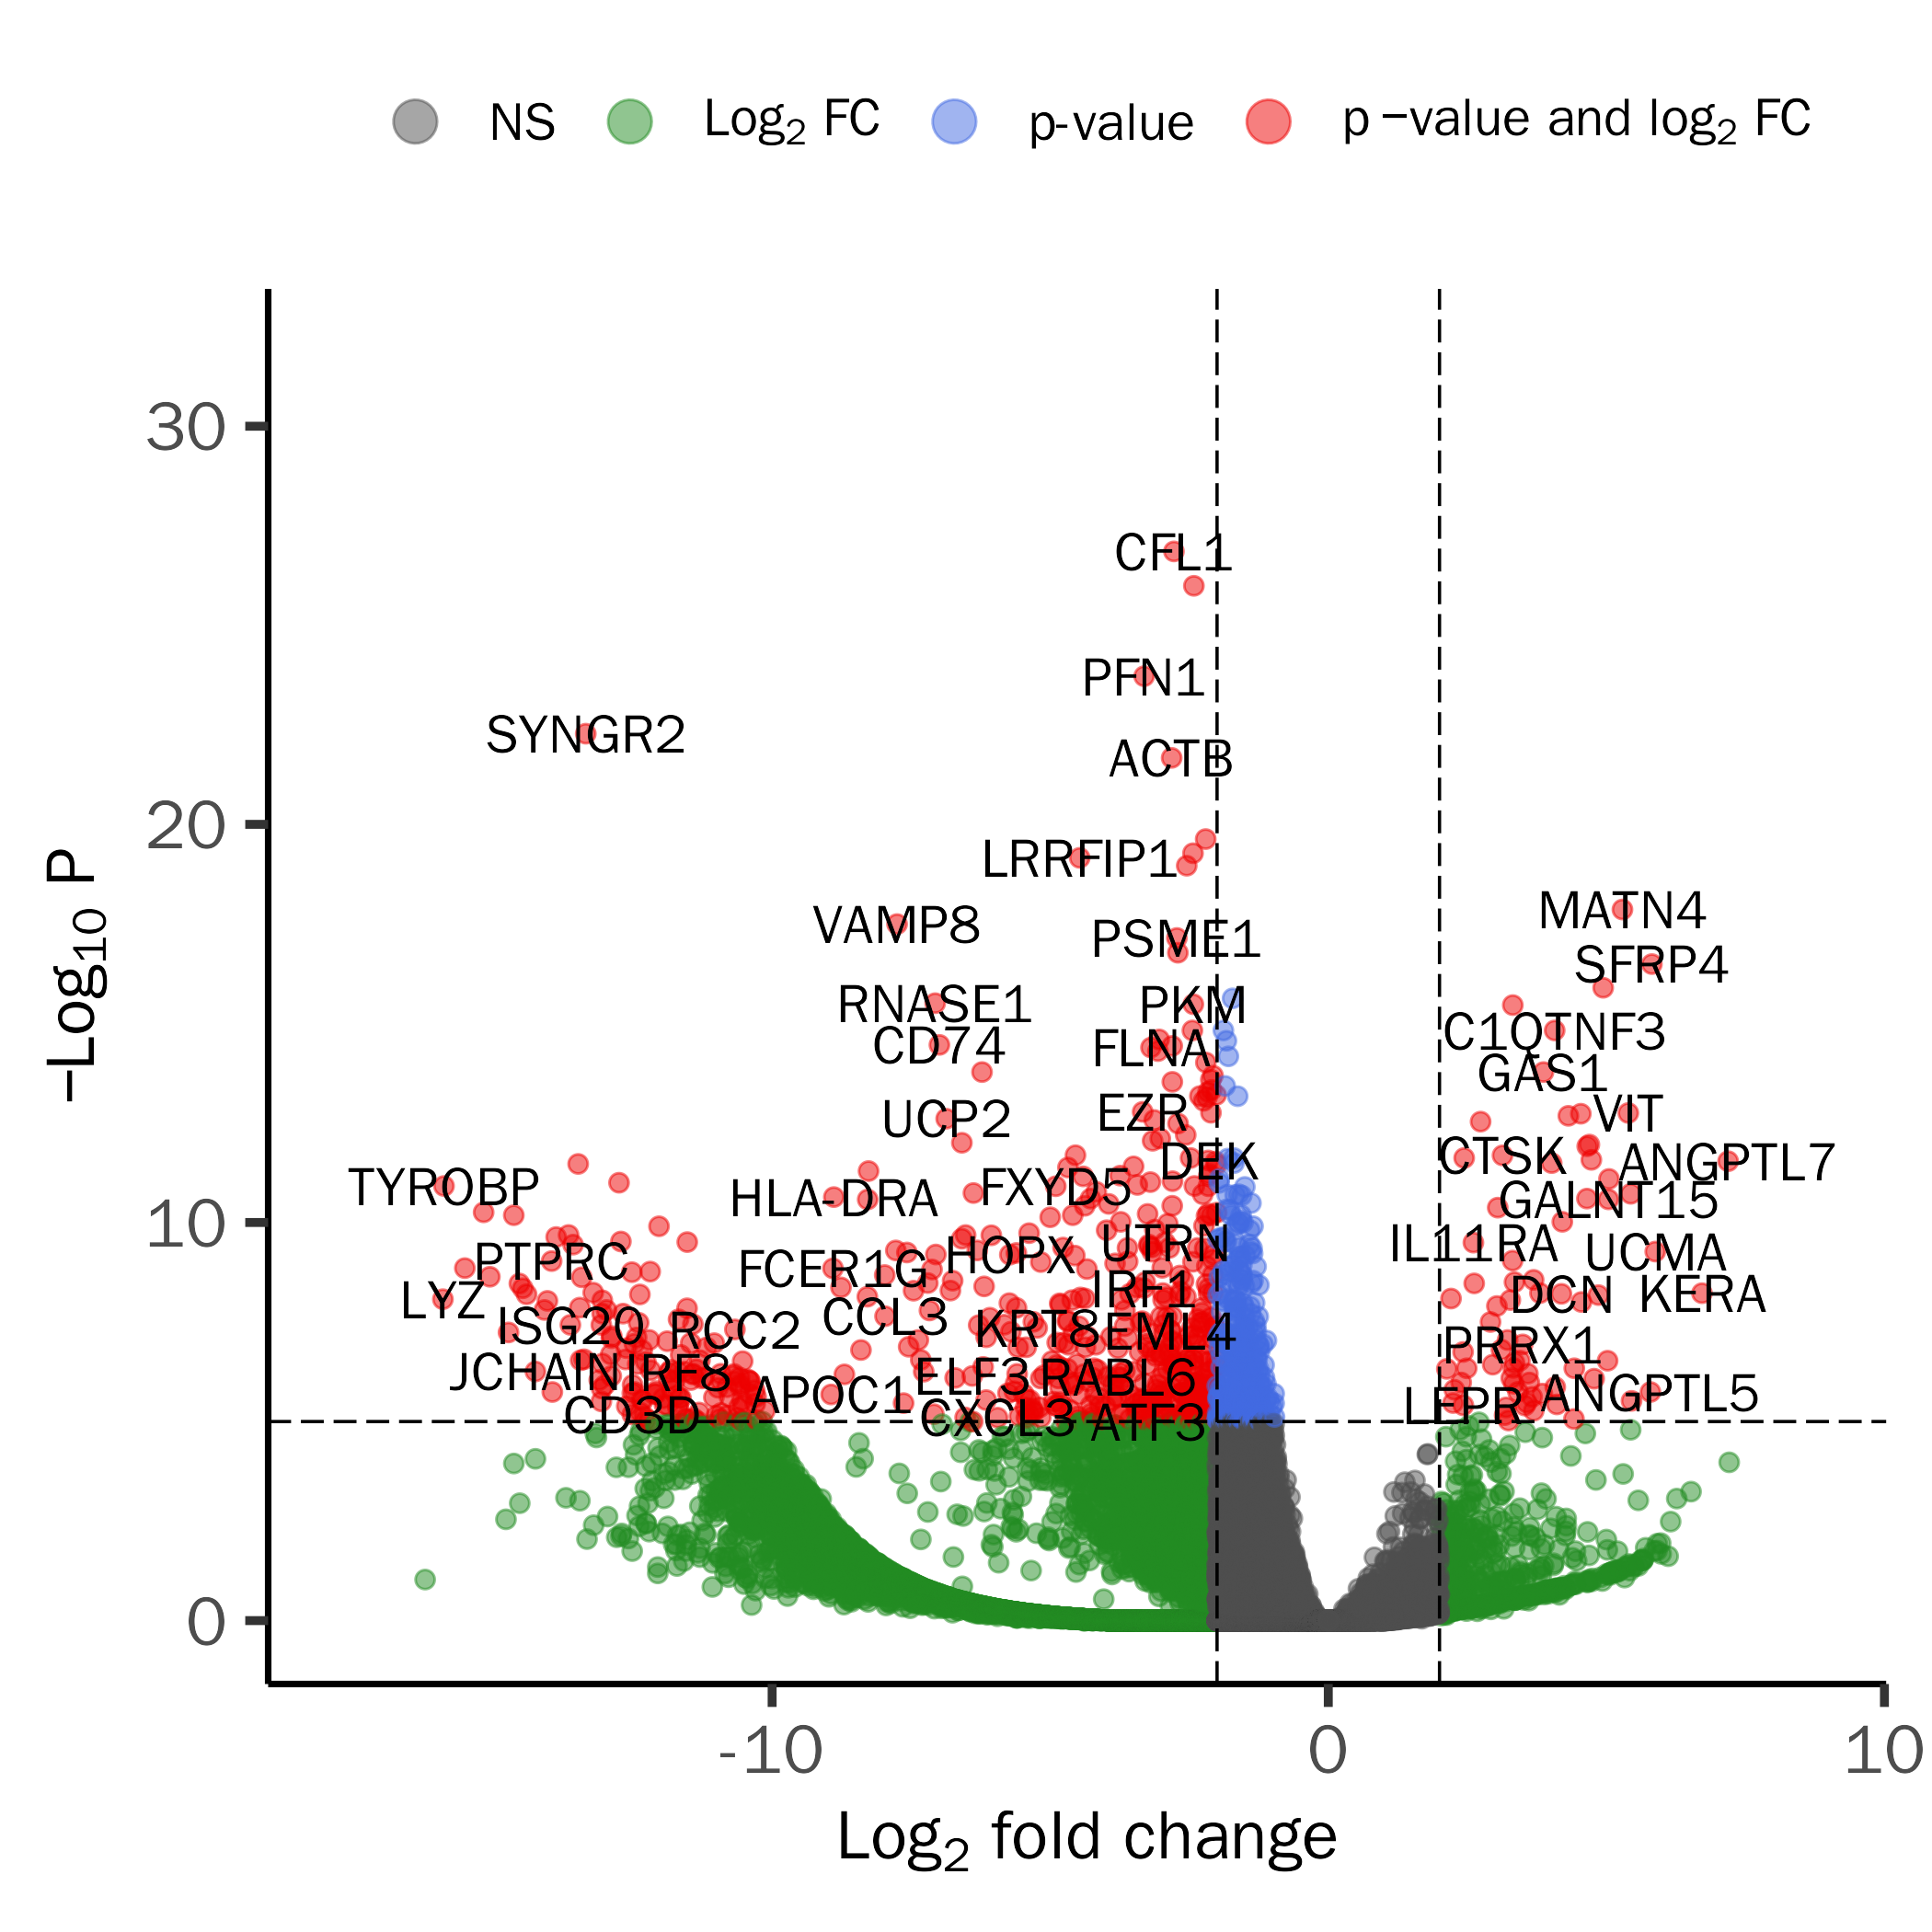 NS Log2 FC p-value p −value and log2 FC
30
CFL1
PFN1
SYNGR2
ACTB
20
LRRFIP1
MATN4
VAMP8
PSME1
SFRP4
RNASE1
PKM
C1QTNF3
CD74
FLNA
GAS1
UCP2
EZR
VIT
CTSK
DEK
ANGPTL7
TYROBP
HLA-DRA
FXYD5
GALNT15
10
IL11RA
UTRN
UCMA
PTPRC
FCER1G
HOPX
IRF1
DCN
KERA
LYZ
ISG20
RCC2
CCL3
KRT8
EML4
PRRX1
JCHAIN
IRF8
APOC1
ELF3
RABL6
LEPR
ANGPTL5
CD3D
CXCL3
ATF3
0
−Log10 P
-10 0 10
Log2 fold change